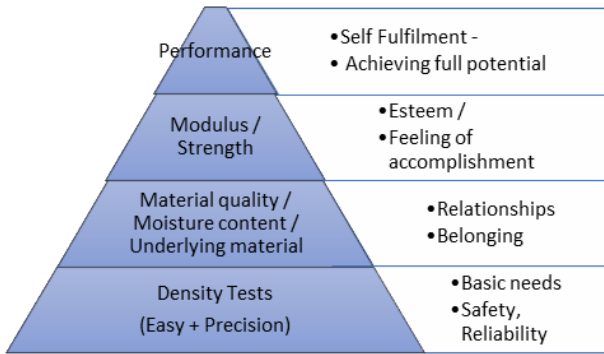 Performance
•Self Fulfilment -
• Achieving full potential
Modulus /
Strength
•Esteem /
•Feeling of
accomplishment
Material quality /
Moisture content /
Underlying material
•Relationships
•Belonging
Density Tests
(Easy + Precision)
•Basic needs
•Safety,
Reliability